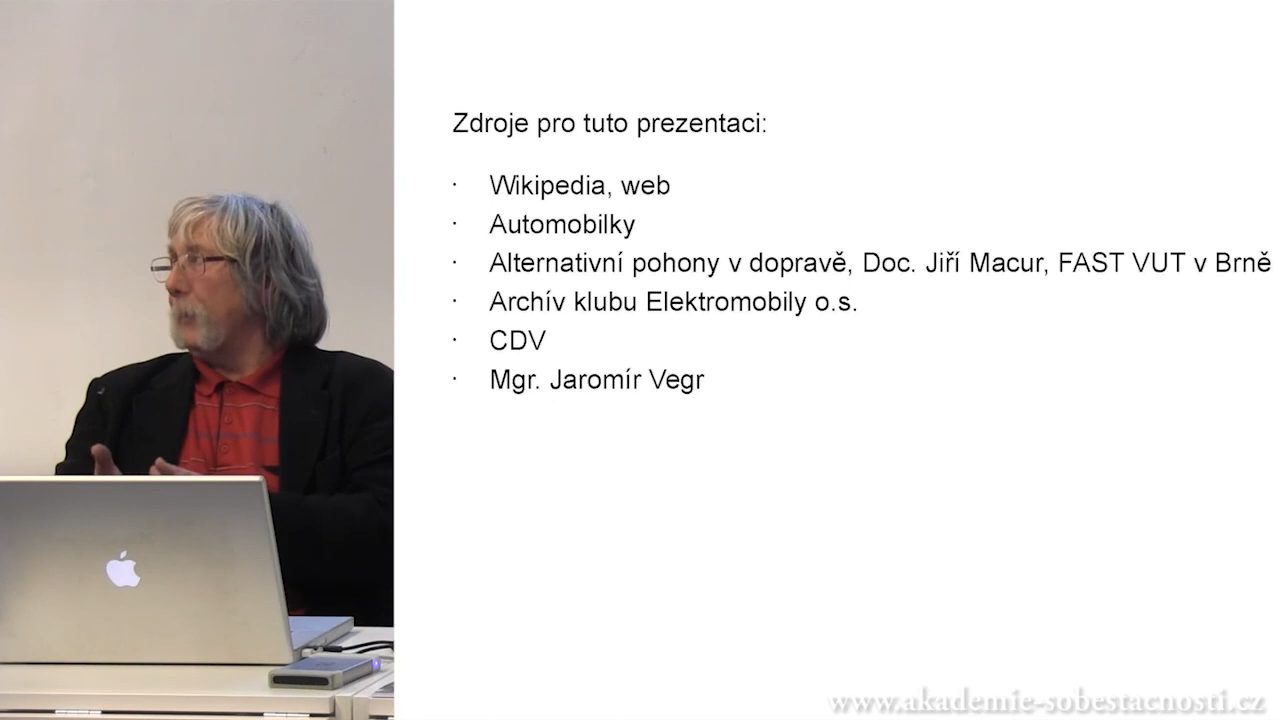 Zdroje pro tuto prezentaci:
· Wikipedia, web
· Automobilky
· Alternativní pohony v dopravě, Doc. Jiří Macur, FAST VUT v Brně
· Archív klubu Elektromobily o.s.
· CDV
· Mgr. Jaromír Vegr
www.akademie-sobestacnosti.cz